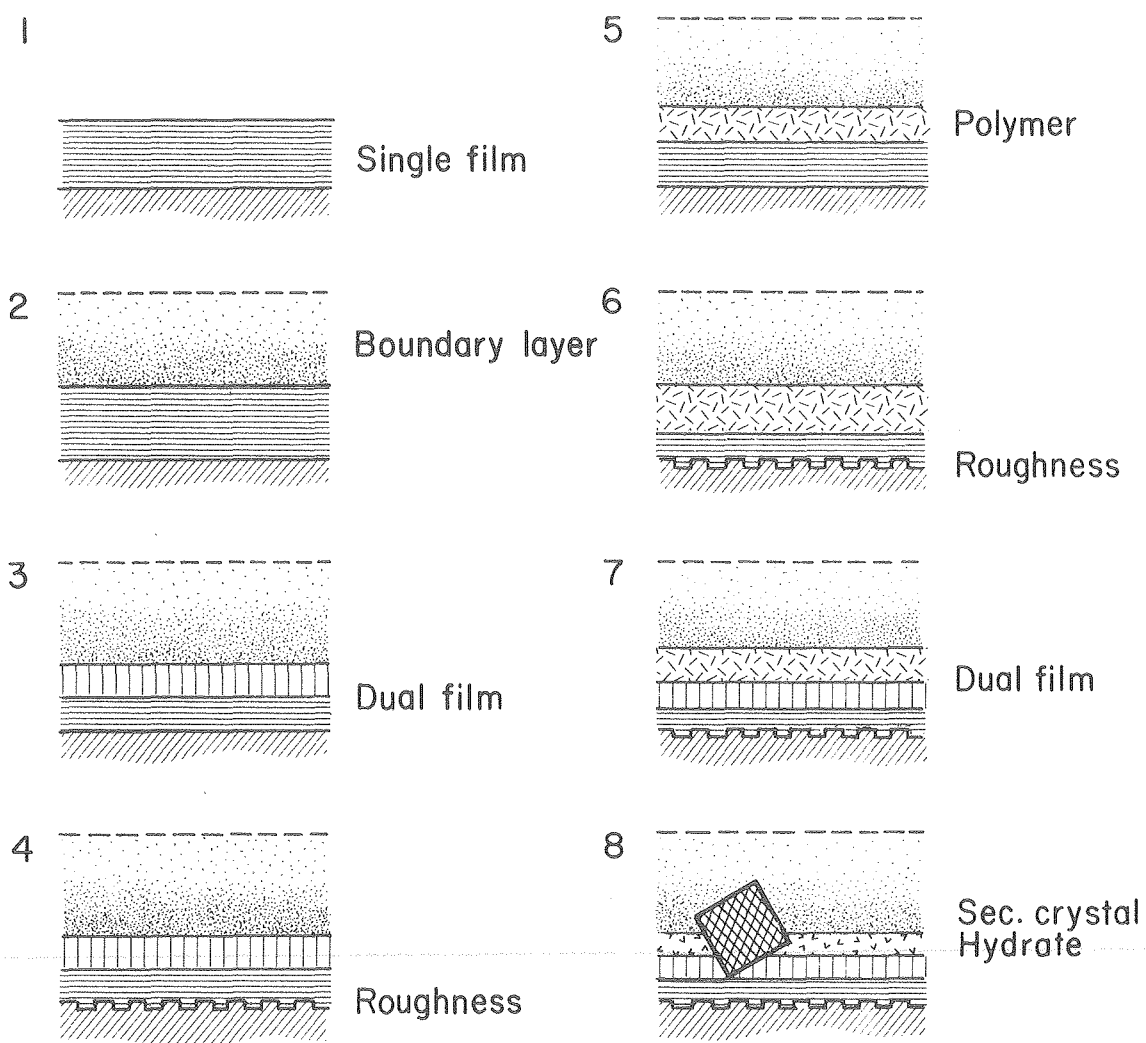 1
Single film
2
Boundary layer
3
Dual film
4
Roughness
5
Polymer
6
Roughness
7
Dual film
8
Sec. crystal
Hydrate